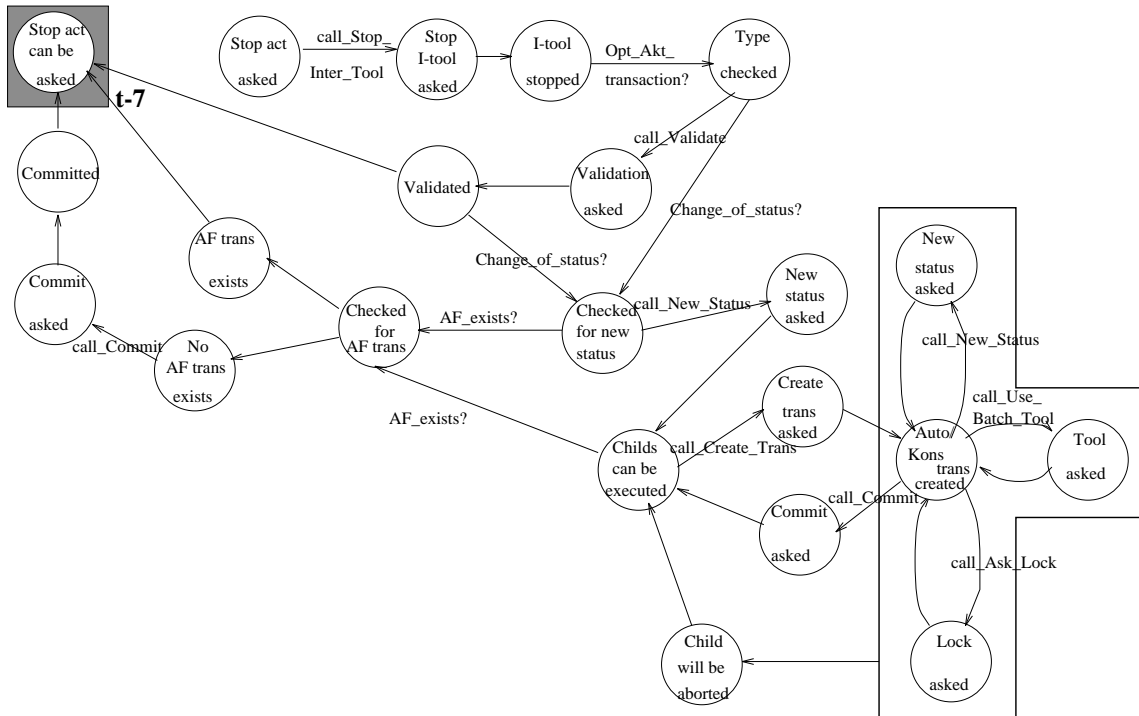 Stop act
can be
asked
t-7
Stop act
asked
call_Stop_
Inter_Tool
Stop
I-tool
asked
I-tool
stopped
Opt_Akt_
transaction?
Type
checked
call_Validate
Committed
Validated
Validation
asked
Change_of_status?
AF trans
exists
Change_of_status?
New
status
asked
New
status
asked
Commit
asked
call_Commit
No
AF trans
exists
Checked
for
AF trans
AF_exists?
Checked
for new
status
call_New_Status
call_New_Status
AF_exists?
Create
trans
asked
call_Use_
Batch_Tool
Childs
can be
executed
call_Create_Trans
Auto
Kons
trans
created
Tool
asked
call_Commit
Commit
asked
call_Ask_Lock
Child
will be
aborted
Lock
asked